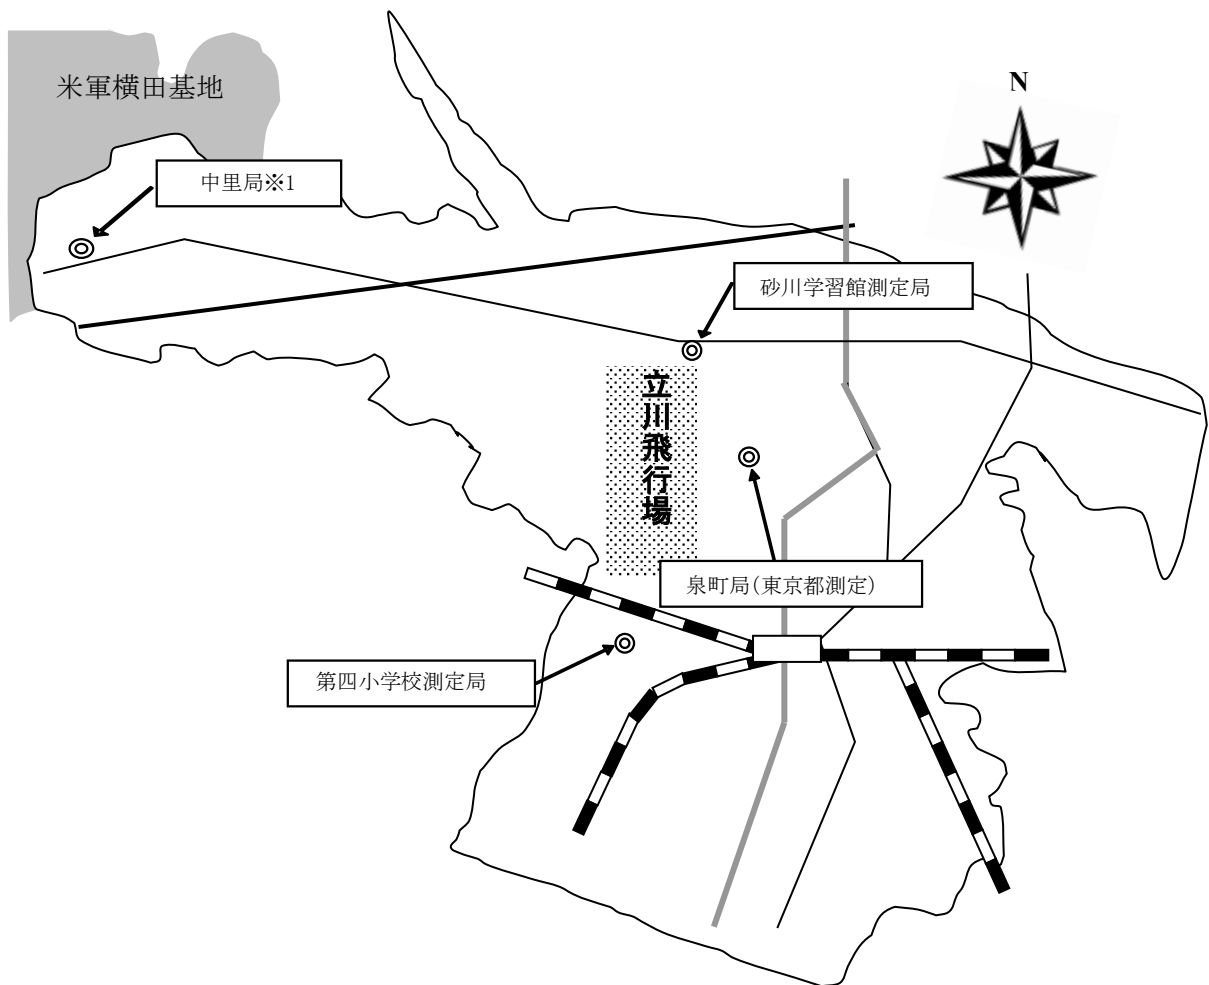 米軍横田基地
N
中里局※1
砂川学習館測定局
立川飛行場
泉町局(東京都測定)
第四小学校測定局